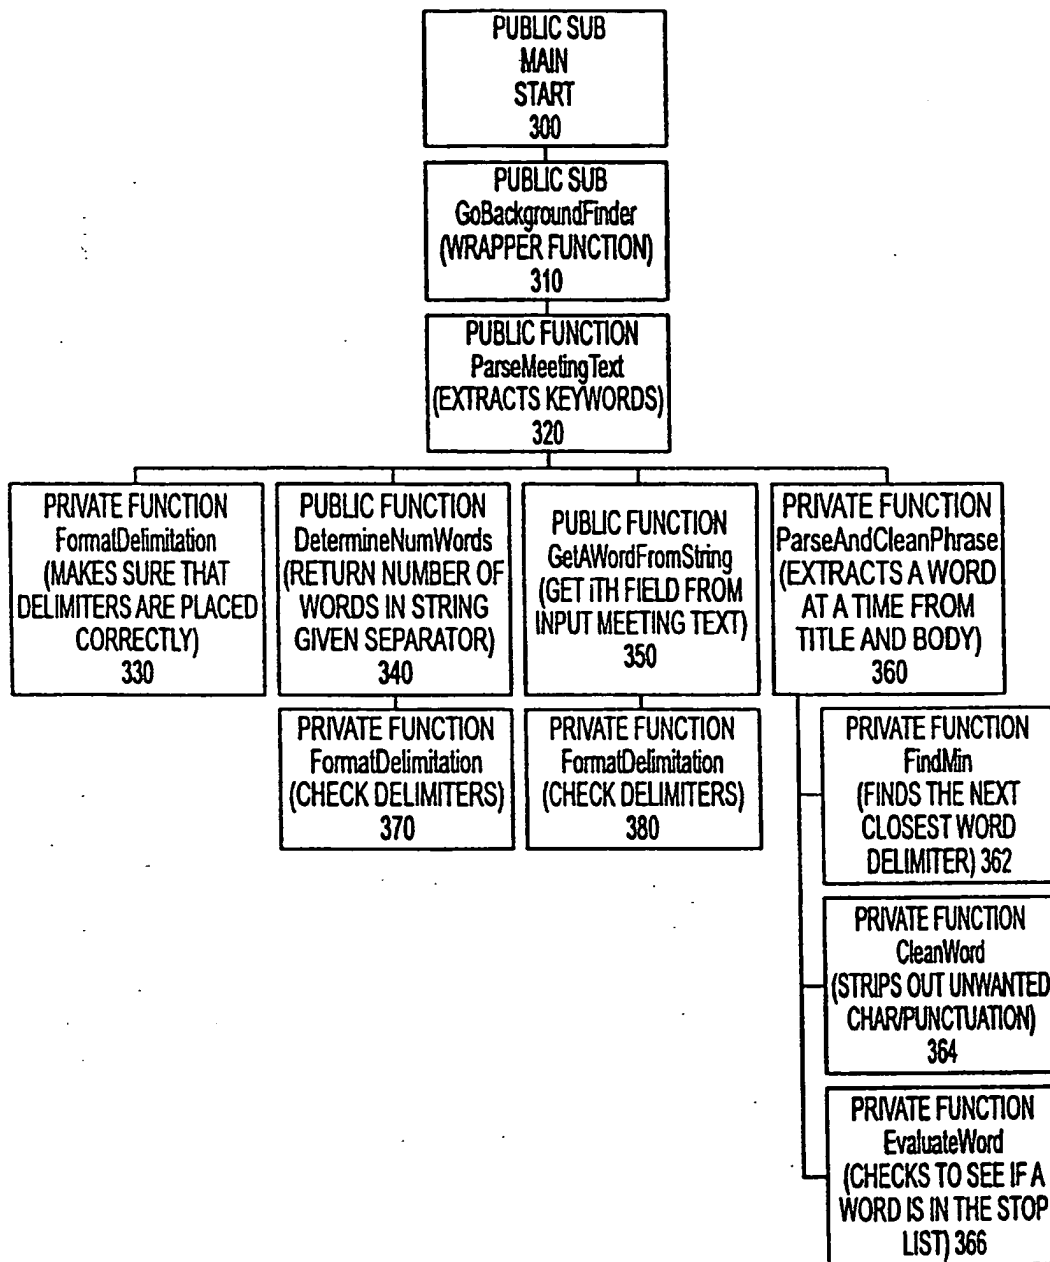 PUBLIC SUB
MAIN
START
300
PUBLIC SUB
GoBackgroundFinder
(WRAPPER FUNCTION)
310
PUBLIC FUNCTION
ParseMeetingText
(EXTRACTS KEYWORDS)
320
PRIVATE FUNCTION
FormatDelimitation
(MAKES SURE THAT
DELIMITERS ARE PLACED
CORRECTLY)
330
PUBLIC FUNCTION
DetermineNumWords
(RETURN NUMBER OF
WORDS IN STRING
GIVEN SEPARATOR)
340
PUBLIC FUNCTION
GetAWordFromString
(GET iTH FIELD FROM
INPUT MEETING TEXT)
350
PRIVATE FUNCTION
ParseAndCleanPhrase
(EXTRACTS A WORD
AT A TIME FROM
TITLE AND BODY)
360
PRIVATE FUNCTION
FormatDelimitation
(CHECK DELIMITERS)
370
PRIVATE FUNCTION
FormatDelimitation
(CHECK DELIMITERS)
380
PRIVATE FUNCTION
FindMin
(FINDS THE NEXT
CLOSEST WORD
DELIMITER) 362
PRIVATE FUNCTION
CleanWord
(STRIPS OUT UNWANTED
CHAR/PUNCTUATION)
364
PRIVATE FUNCTION
EvaluateWord
(CHECKS TO SEE IF A
WORD IS IN THE STOP
LIST) 366